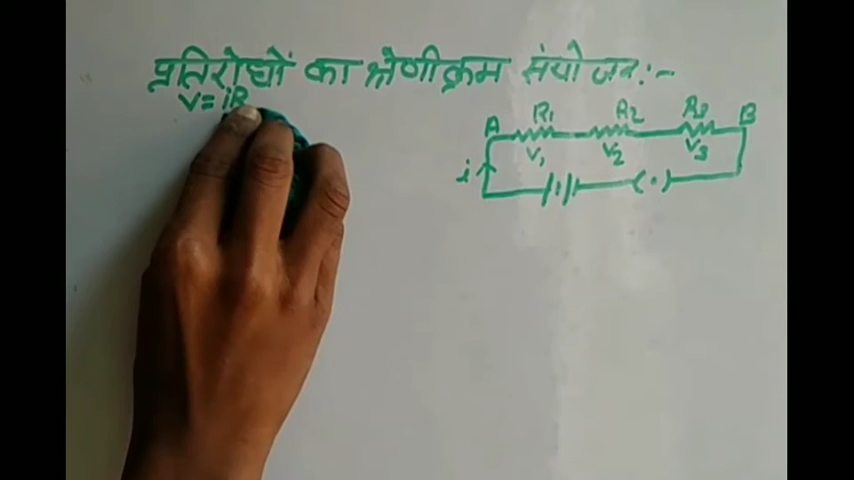 प्रतिरोधों का श्रेणीक्रम संयोजन:-
V = iR
A R₁ R₂ R₃ B
V₁ V₂ V₃
i